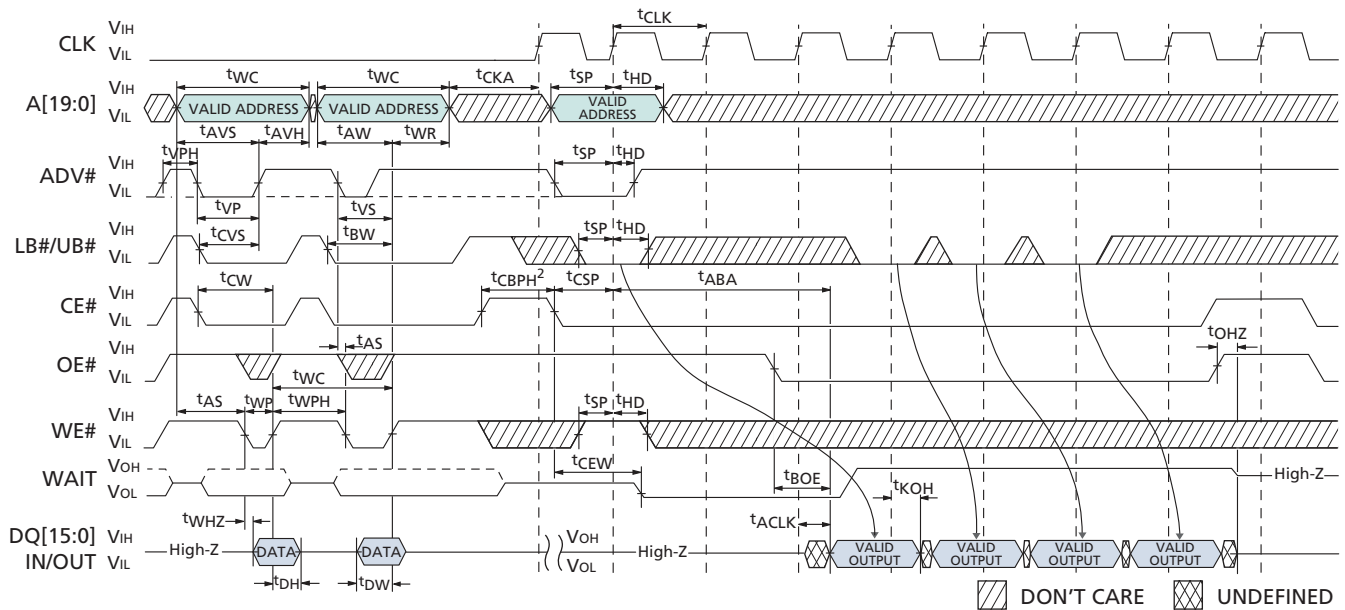 CLK
VIH
VIL
tCLK
A[19:0]
VIH
VIL
tWC
tWC
tCKA
tSP
tHD
VALID ADDRESS
VALID ADDRESS
VALID
ADDRESS
tAVS
tAVH
tAW
tWR
ADV#
VIH
VIL
tVPH
tSP
tHD
tVP
tVS
LB#/UB#
VIH
VIL
tCVS
tBW
tSP
tHD
CE#
VIH
VIL
tCW
tCBPH2
tCSP
tABA
OE#
VIH
VIL
tAS
tOHZ
tWC
WE#
VIH
VIL
tAS
tWP
tWPH
tSP
tHD
WAIT
VOH
VOL
tCEW
tBOE
tKOH
High-Z
tWHZ
tACLK
DQ[15:0]
IN/OUT
VIH
VIL
High-Z
DATA
DATA
VOH
VOL
High-Z
VALID
OUTPUT
VALID
OUTPUT
VALID
OUTPUT
VALID
OUTPUT
tDH
tDW
DON'T CARE
UNDEFINED